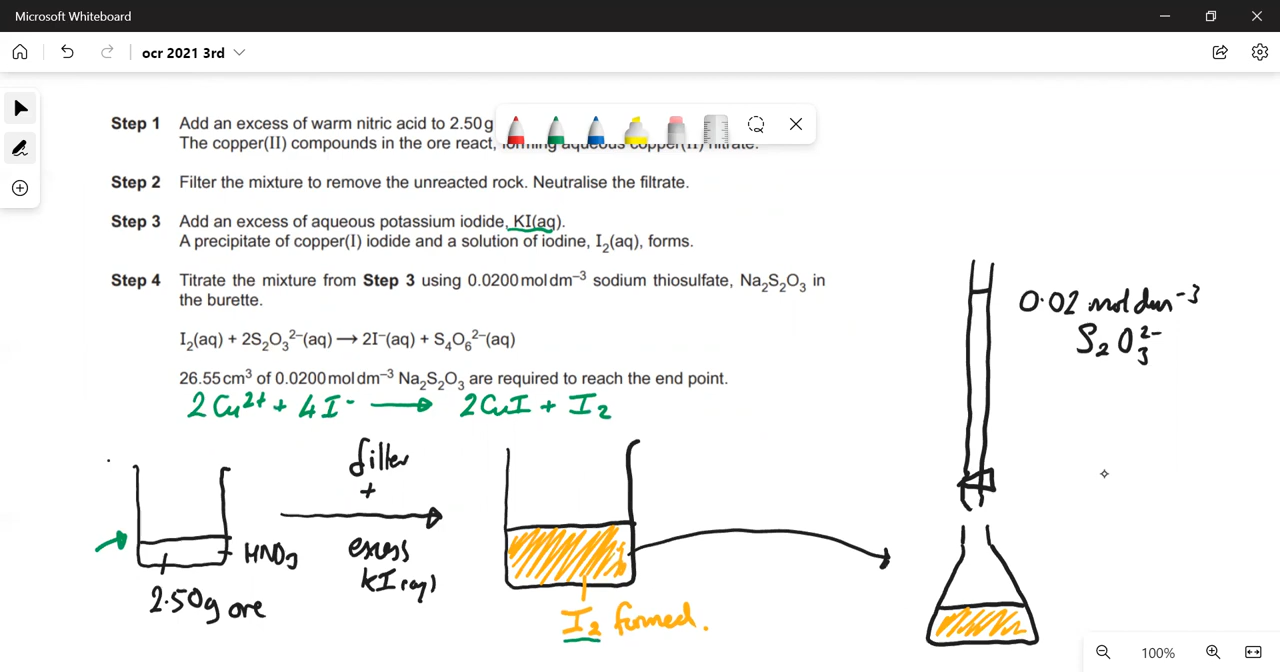 Microsoft Whiteboard
ocr 2021 3rd
Step 1 Add an excess of warm nitric acid to 2.50g
The copper(II) compounds in the ore react, forming aqueous copper(II) nitrate.
Step 2 Filter the mixture to remove the unreacted rock. Neutralise the filtrate.
Step 3 Add an excess of aqueous potassium iodide, KI(aq).
A precipitate of copper(I) iodide and a solution of iodine, I₂(aq), forms.
Step 4 Titrate the mixture from Step 3 using 0.0200 mol dm⁻³ sodium thiosulfate, Na₂S₂O₃ in
the burette.
I₂(aq) + 2S₂O₃²⁻(aq) → 2I⁻(aq) + S₄O₆²⁻(aq)
26.55 cm³ of 0.0200 mol dm⁻³ Na₂S₂O₃ are required to reach the end point.
2Cu²⁺ + 4I⁻ → 2CuI + I₂
0.02 mol dm⁻³
S₂O₃²⁻
filter
+
excess
KI(aq)
HNO₃
2.50g ore
I₂ formed.
100%